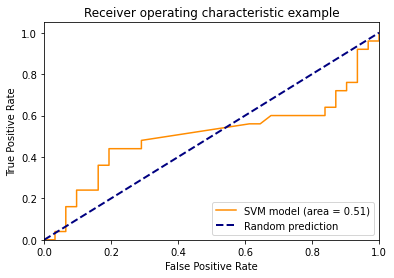 Receiver operating characteristic example
True Positive Rate
1.0
0.8
0.6
0.4
0.2
0.0
SVM model (area = 0.51)
Random prediction
0.0 0.2 0.4 0.6 0.8 1.0
False Positive Rate